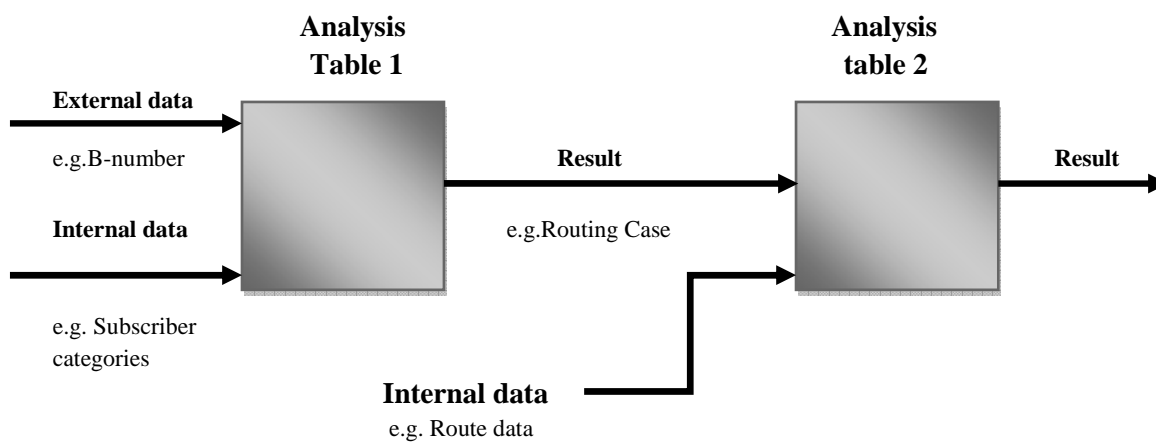 Analysis
Table 1
Analysis
table 2
External data
e.g.B-number
Internal data
e.g. Subscriber
categories
Result
e.g.Routing Case
Result
Internal data
e.g. Route data